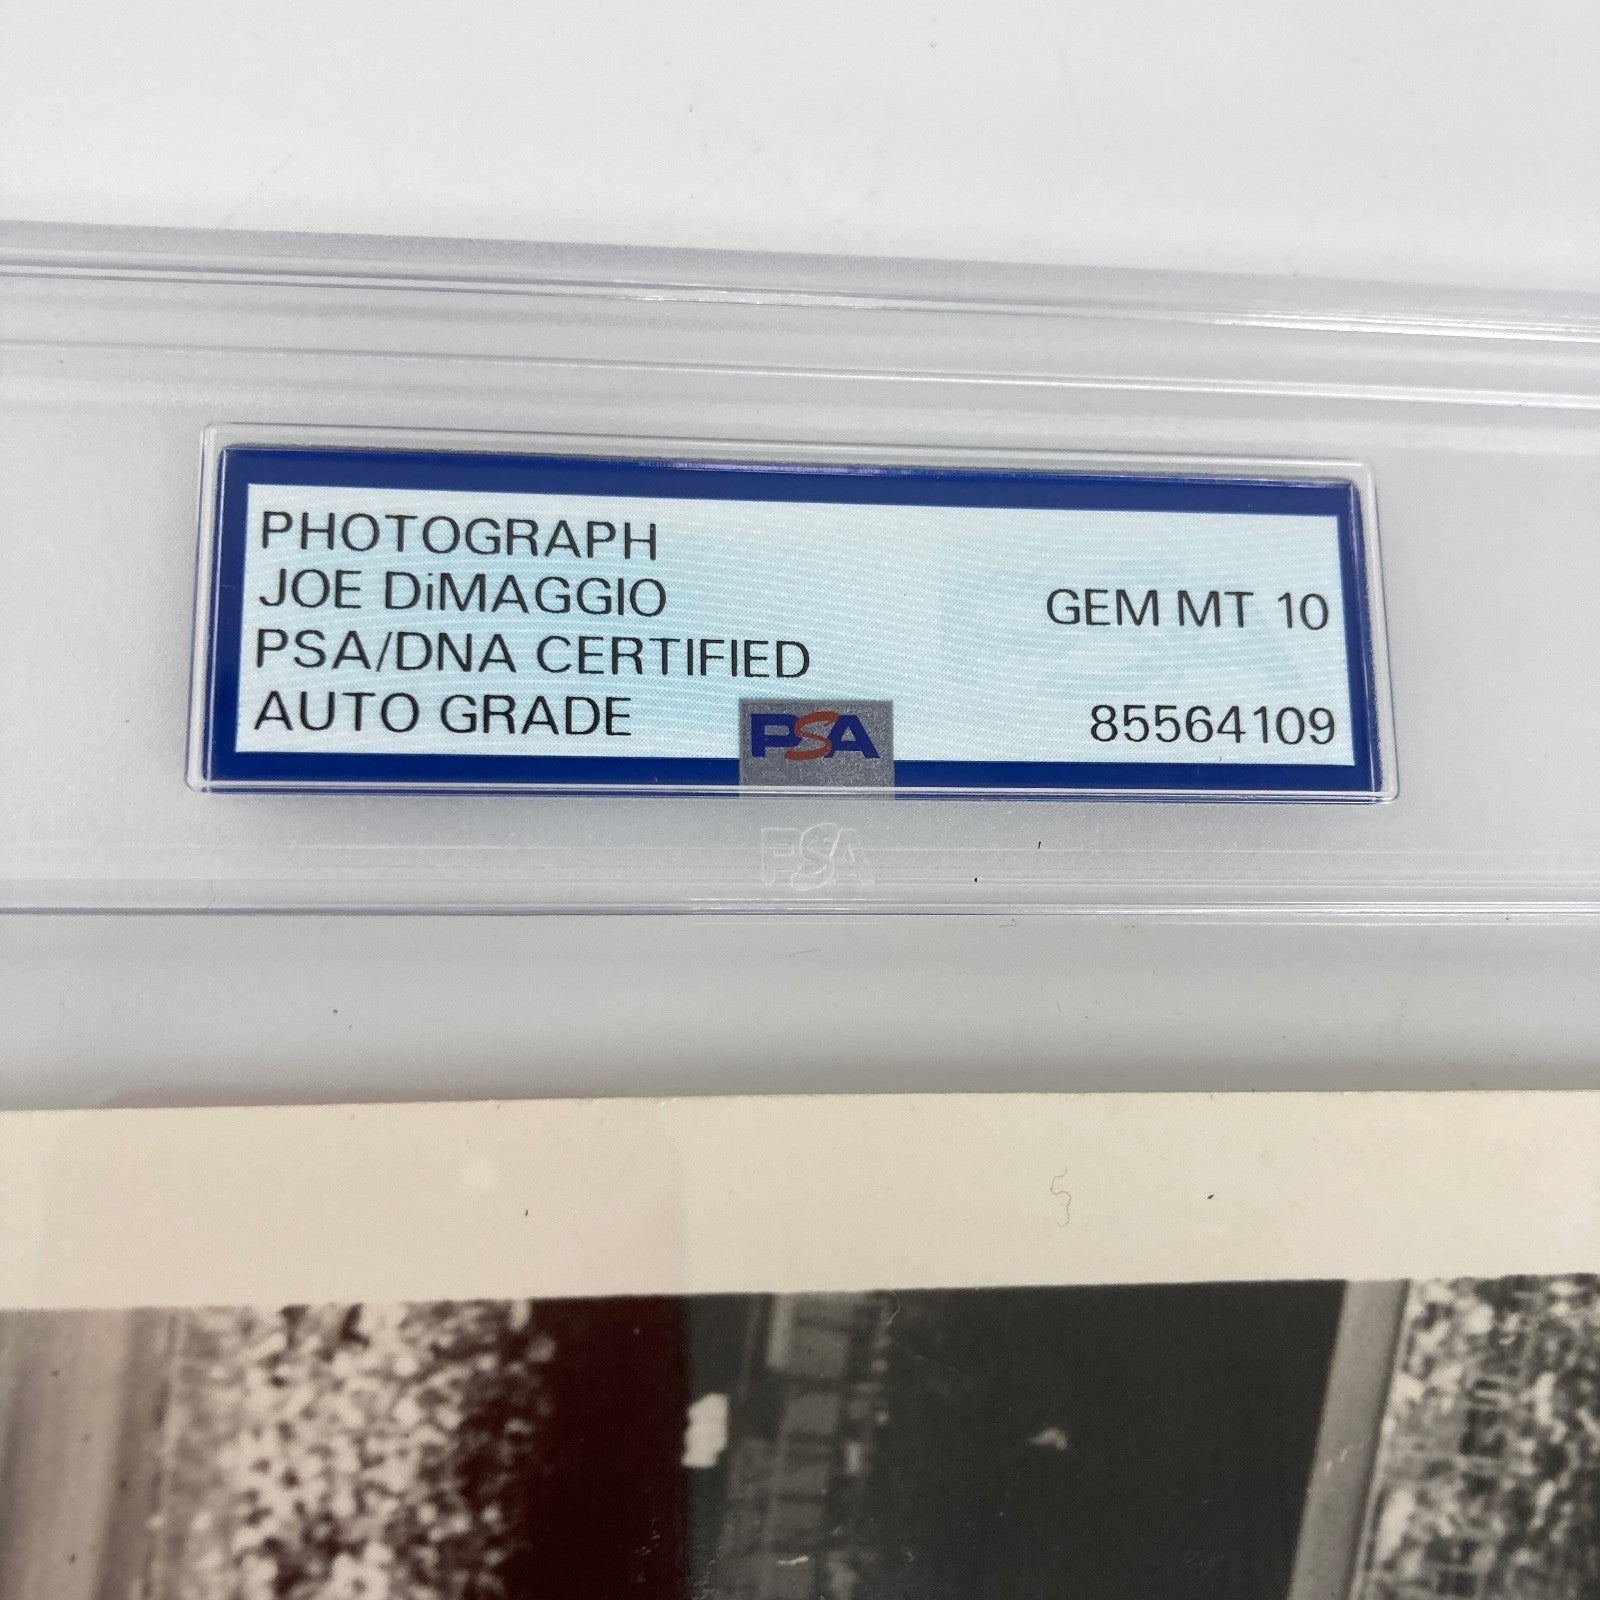 PHOTOGRAPH
JOE DiMAGGIO
PSA/DNA CERTIFIED
AUTO GRADE
GEM MT 10
85564109
PSA
PSA